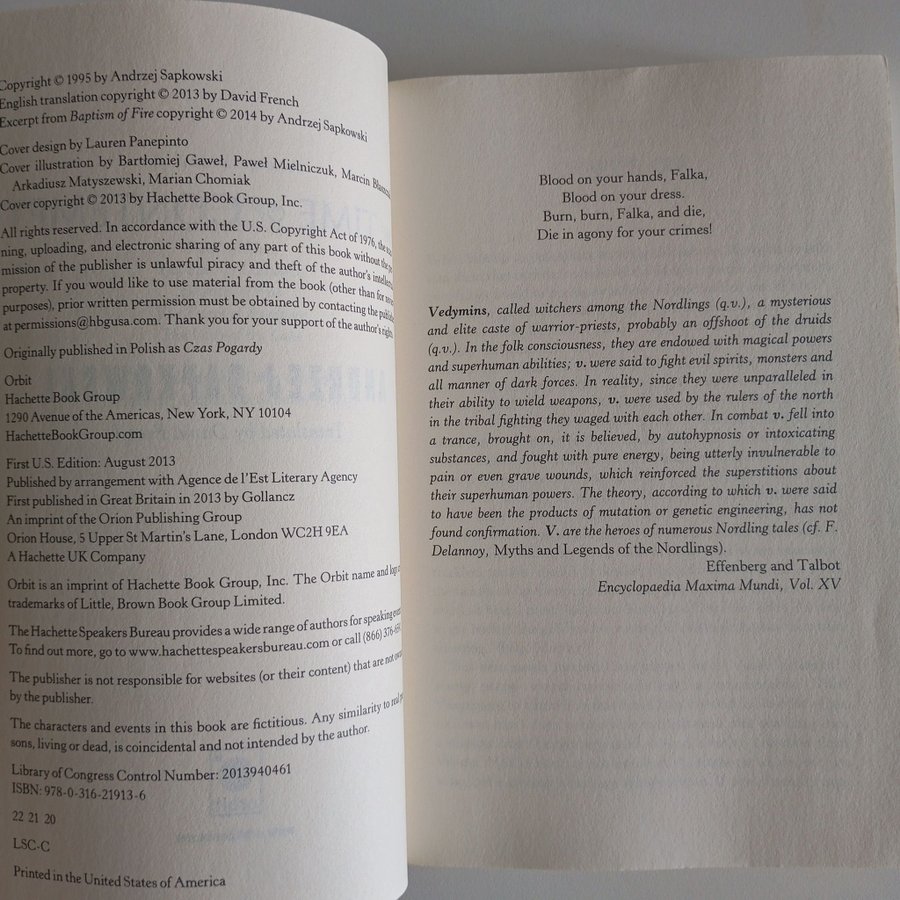 Copyright © 1995 by Andrzej Sapkowski
English translation copyright © 2013 by David French
Excerpt from Baptism of Fire copyright © 2014 by Andrzej Sapkowski
Cover design by Lauren Panepinto
Cover illustration by Bartłomiej Gaweł, Paweł Mielniczuk, Marcin
Arkadiusz Matyszewski, Marian Chomiak
Cover copyright © 2013 by Hachette Book Group, Inc.
All rights reserved. In accordance with the U.S. Copyright Act of 1976, the
ning, uploading, and electronic sharing of any part of this book without the
mission of the publisher is unlawful piracy and theft of the author's
property. If you would like to use material from the book (other than for
purposes), prior written permission must be obtained by contacting the
at permissions@hbgusa.com. Thank you for your support of the author's
Originally published in Polish as Czas Pogardy
Orbit
Hachette Book Group
1290 Avenue of the Americas, New York, NY 10104
HachetteBookGroup.com
First U.S. Edition: August 2013
Published by arrangement with Agence de l'Est Literary Agency
First published in Great Britain in 2013 by Gollancz
An imprint of the Orion Publishing Group
Orion House, 5 Upper St Martin's Lane, London WC2H 9EA
A Hachette UK Company
Orbit is an imprint of Hachette Book Group, Inc. The Orbit name and logo
trademarks of Little, Brown Book Group Limited.
The Hachette Speakers Bureau provides a wide range of authors for speaking
To find out more, go to www.hachettespeakersbureau.com or call (866)
The publisher is not responsible for websites (or their content) that are not
by the publisher.
The characters and events in this book are fictitious. Any similarity to real
sons, living or dead, is coincidental and not intended by the author.
Library of Congress Control Number: 2013940461
ISBN: 978-0-316-21913-6
22 21 20
LSC-C
Printed in the United States of America
Blood on your hands, Falka,
Blood on your dress.
Burn, burn, Falka, and die,
Die in agony for your crimes!
Vedymins, called witchers among the Nordlings (q.v.), a mysterious
and elite caste of warrior-priests, probably an offshoot of the druids
(q.v.). In the folk consciousness, they are endowed with magical powers
and superhuman abilities; v. were said to fight evil spirits, monsters and
all manner of dark forces. In reality, since they were unparalleled in
their ability to wield weapons, v. were used by the rulers of the north
in the tribal fighting they waged with each other. In combat v. fell into
a trance, brought on, it is believed, by autohypnosis or intoxicating
substances, and fought with pure energy, being utterly invulnerable to
pain or even grave wounds, which reinforced the superstitions about
their superhuman powers. The theory, according to which v. were said
to have been the products of mutation or genetic engineering, has not
found confirmation. V. are the heroes of numerous Nordling tales (cf. F.
Delannoy, Myths and Legends of the Nordlings).
Effenberg and Talbot
Encyclopaedia Maxima Mundi, Vol. XV